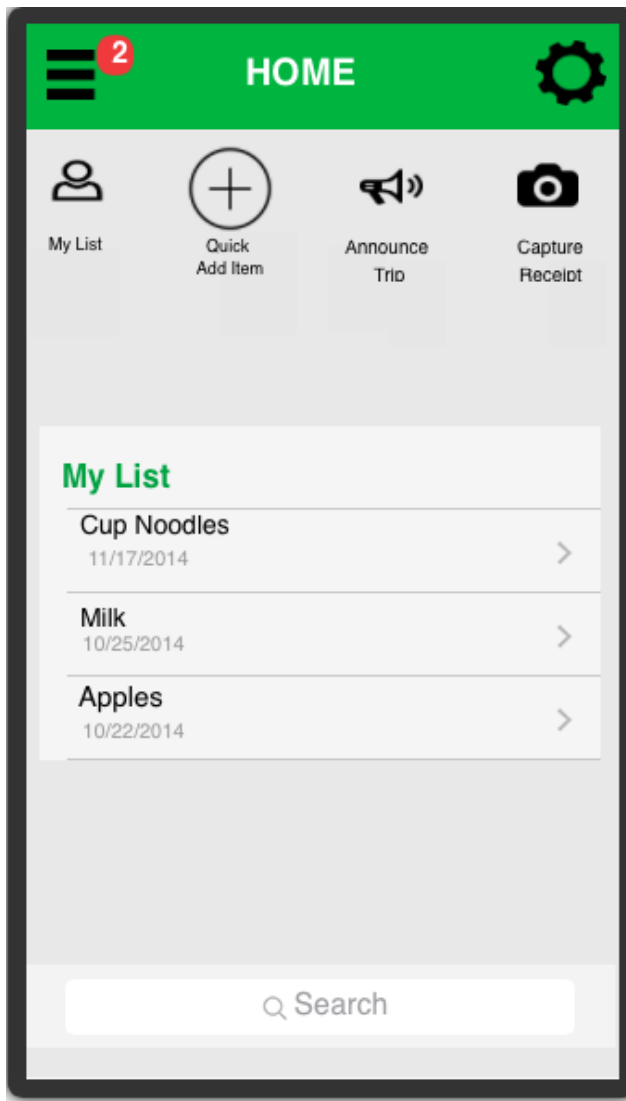 2
HOME
My List
Quick
Add Item
Announce
Trip
Capture
Receipt
My List
Cup Noodles
11/17/2014
Milk
10/25/2014
Apples
10/22/2014
Search